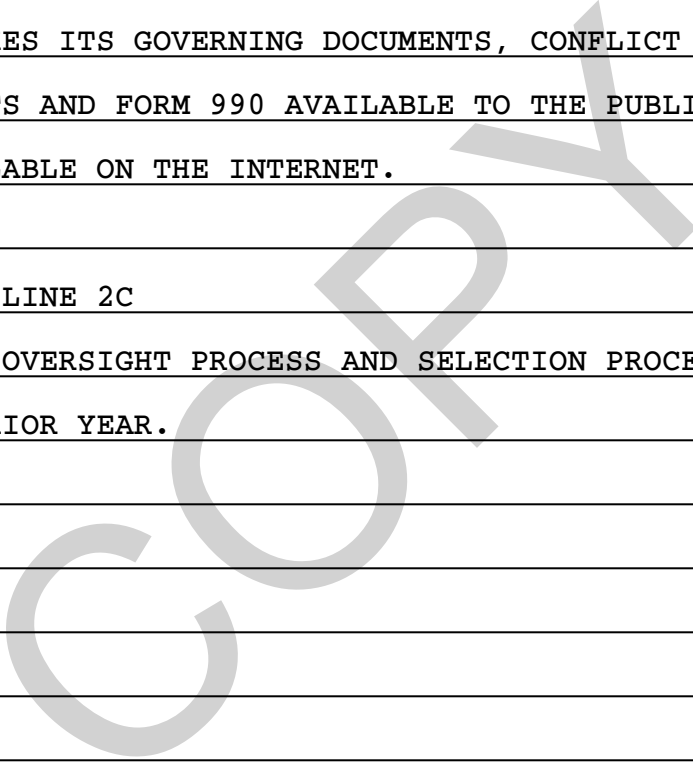 ES ITS GOVERNING DOCUMENTS, CONFLICT
S AND FORM 990 AVAILABLE TO THE PUBLI
ABLE ON THE INTERNET.
LINE 2C
OVERSIGHT PROCESS AND SELECTION PROCE
IOR YEAR.
COPY